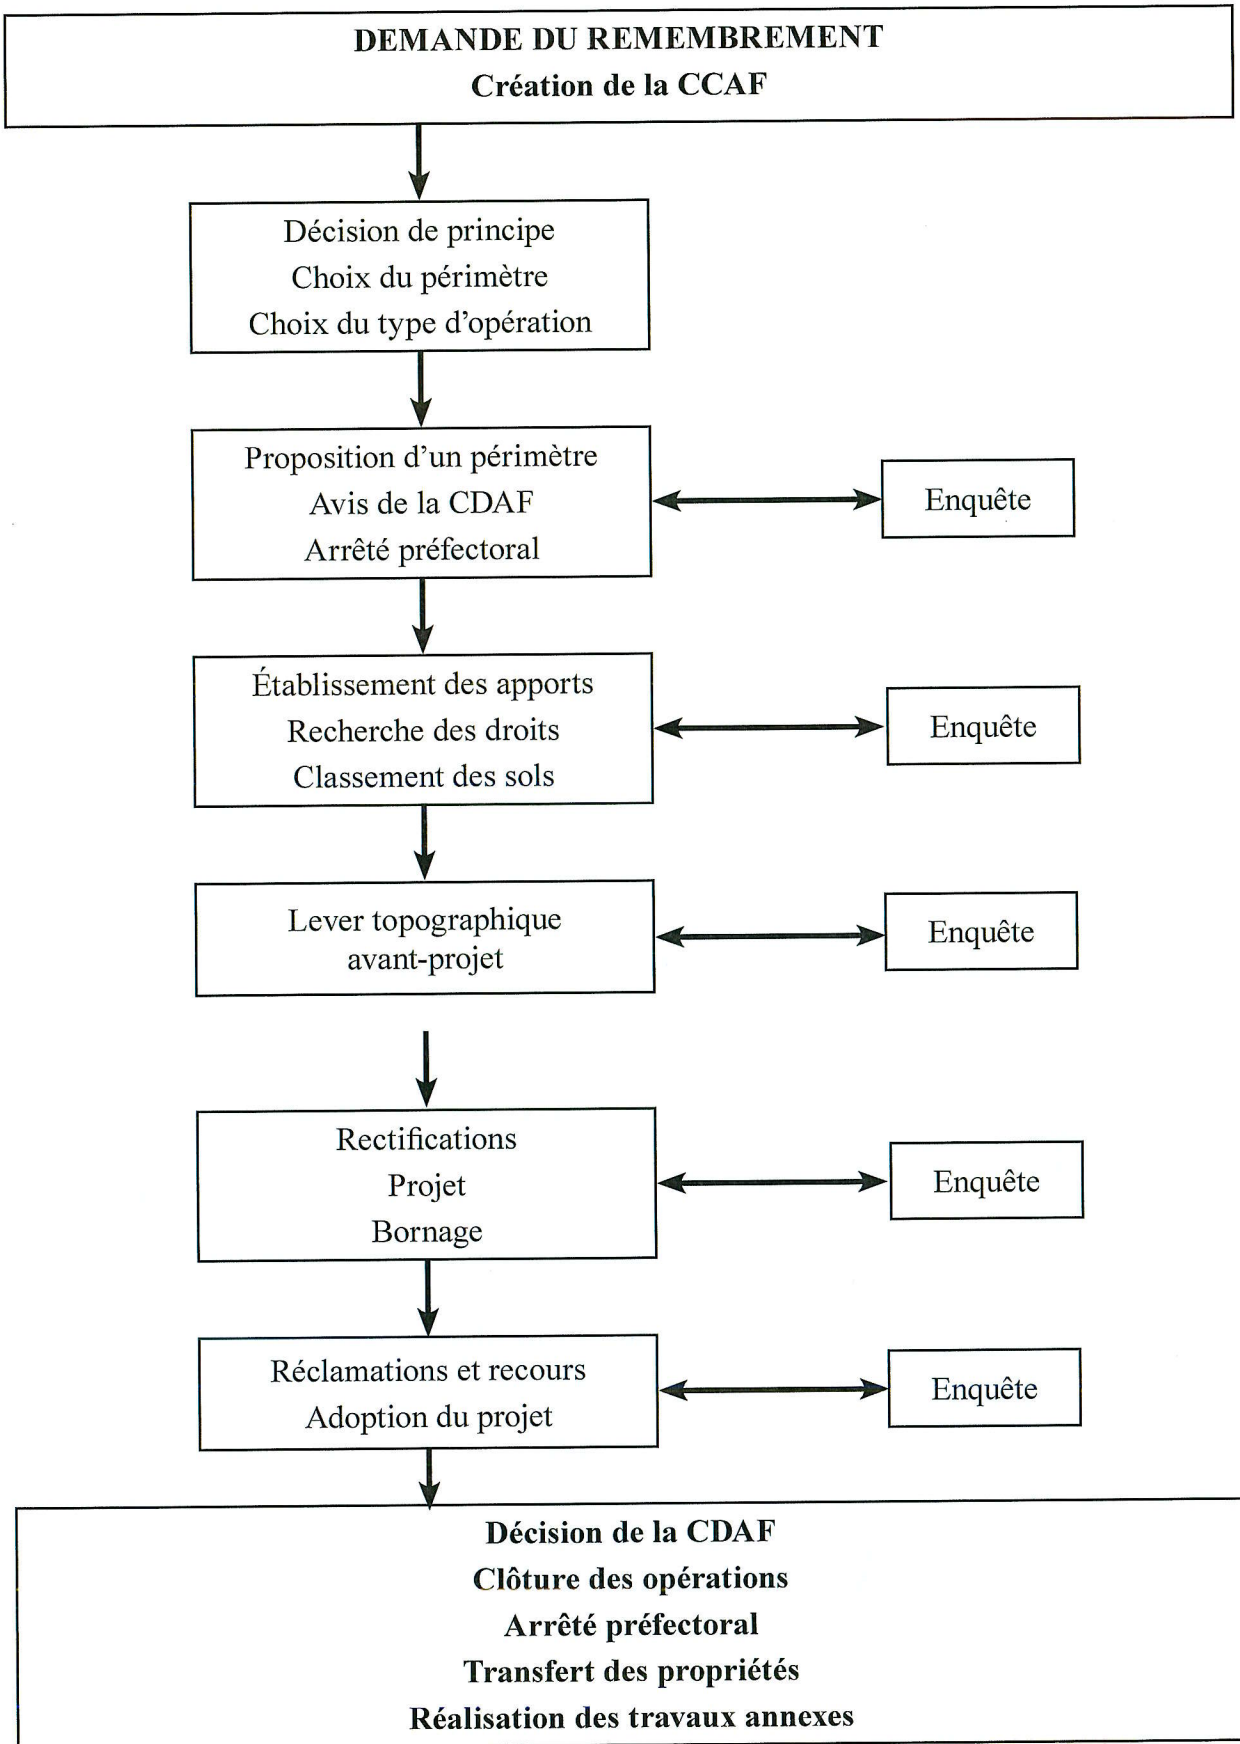 DEMANDE DU REMEMBREMENT
Création de la CCAF
Décision de principe
Choix du périmètre
Choix du type d'opération
Proposition d'un périmètre
Avis de la CDAF
Arrêté préfectoral
Enquête
Établissement des apports
Recherche des droits
Classement des sols
Enquête
Lever topographique
avant-projet
Enquête
Rectifications
Projet
Bornage
Enquête
Réclamations et recours
Adoption du projet
Enquête
Décision de la CDAF
Clôture des opérations
Arrêté préfectoral
Transfert des propriétés
Réalisation des travaux annexes